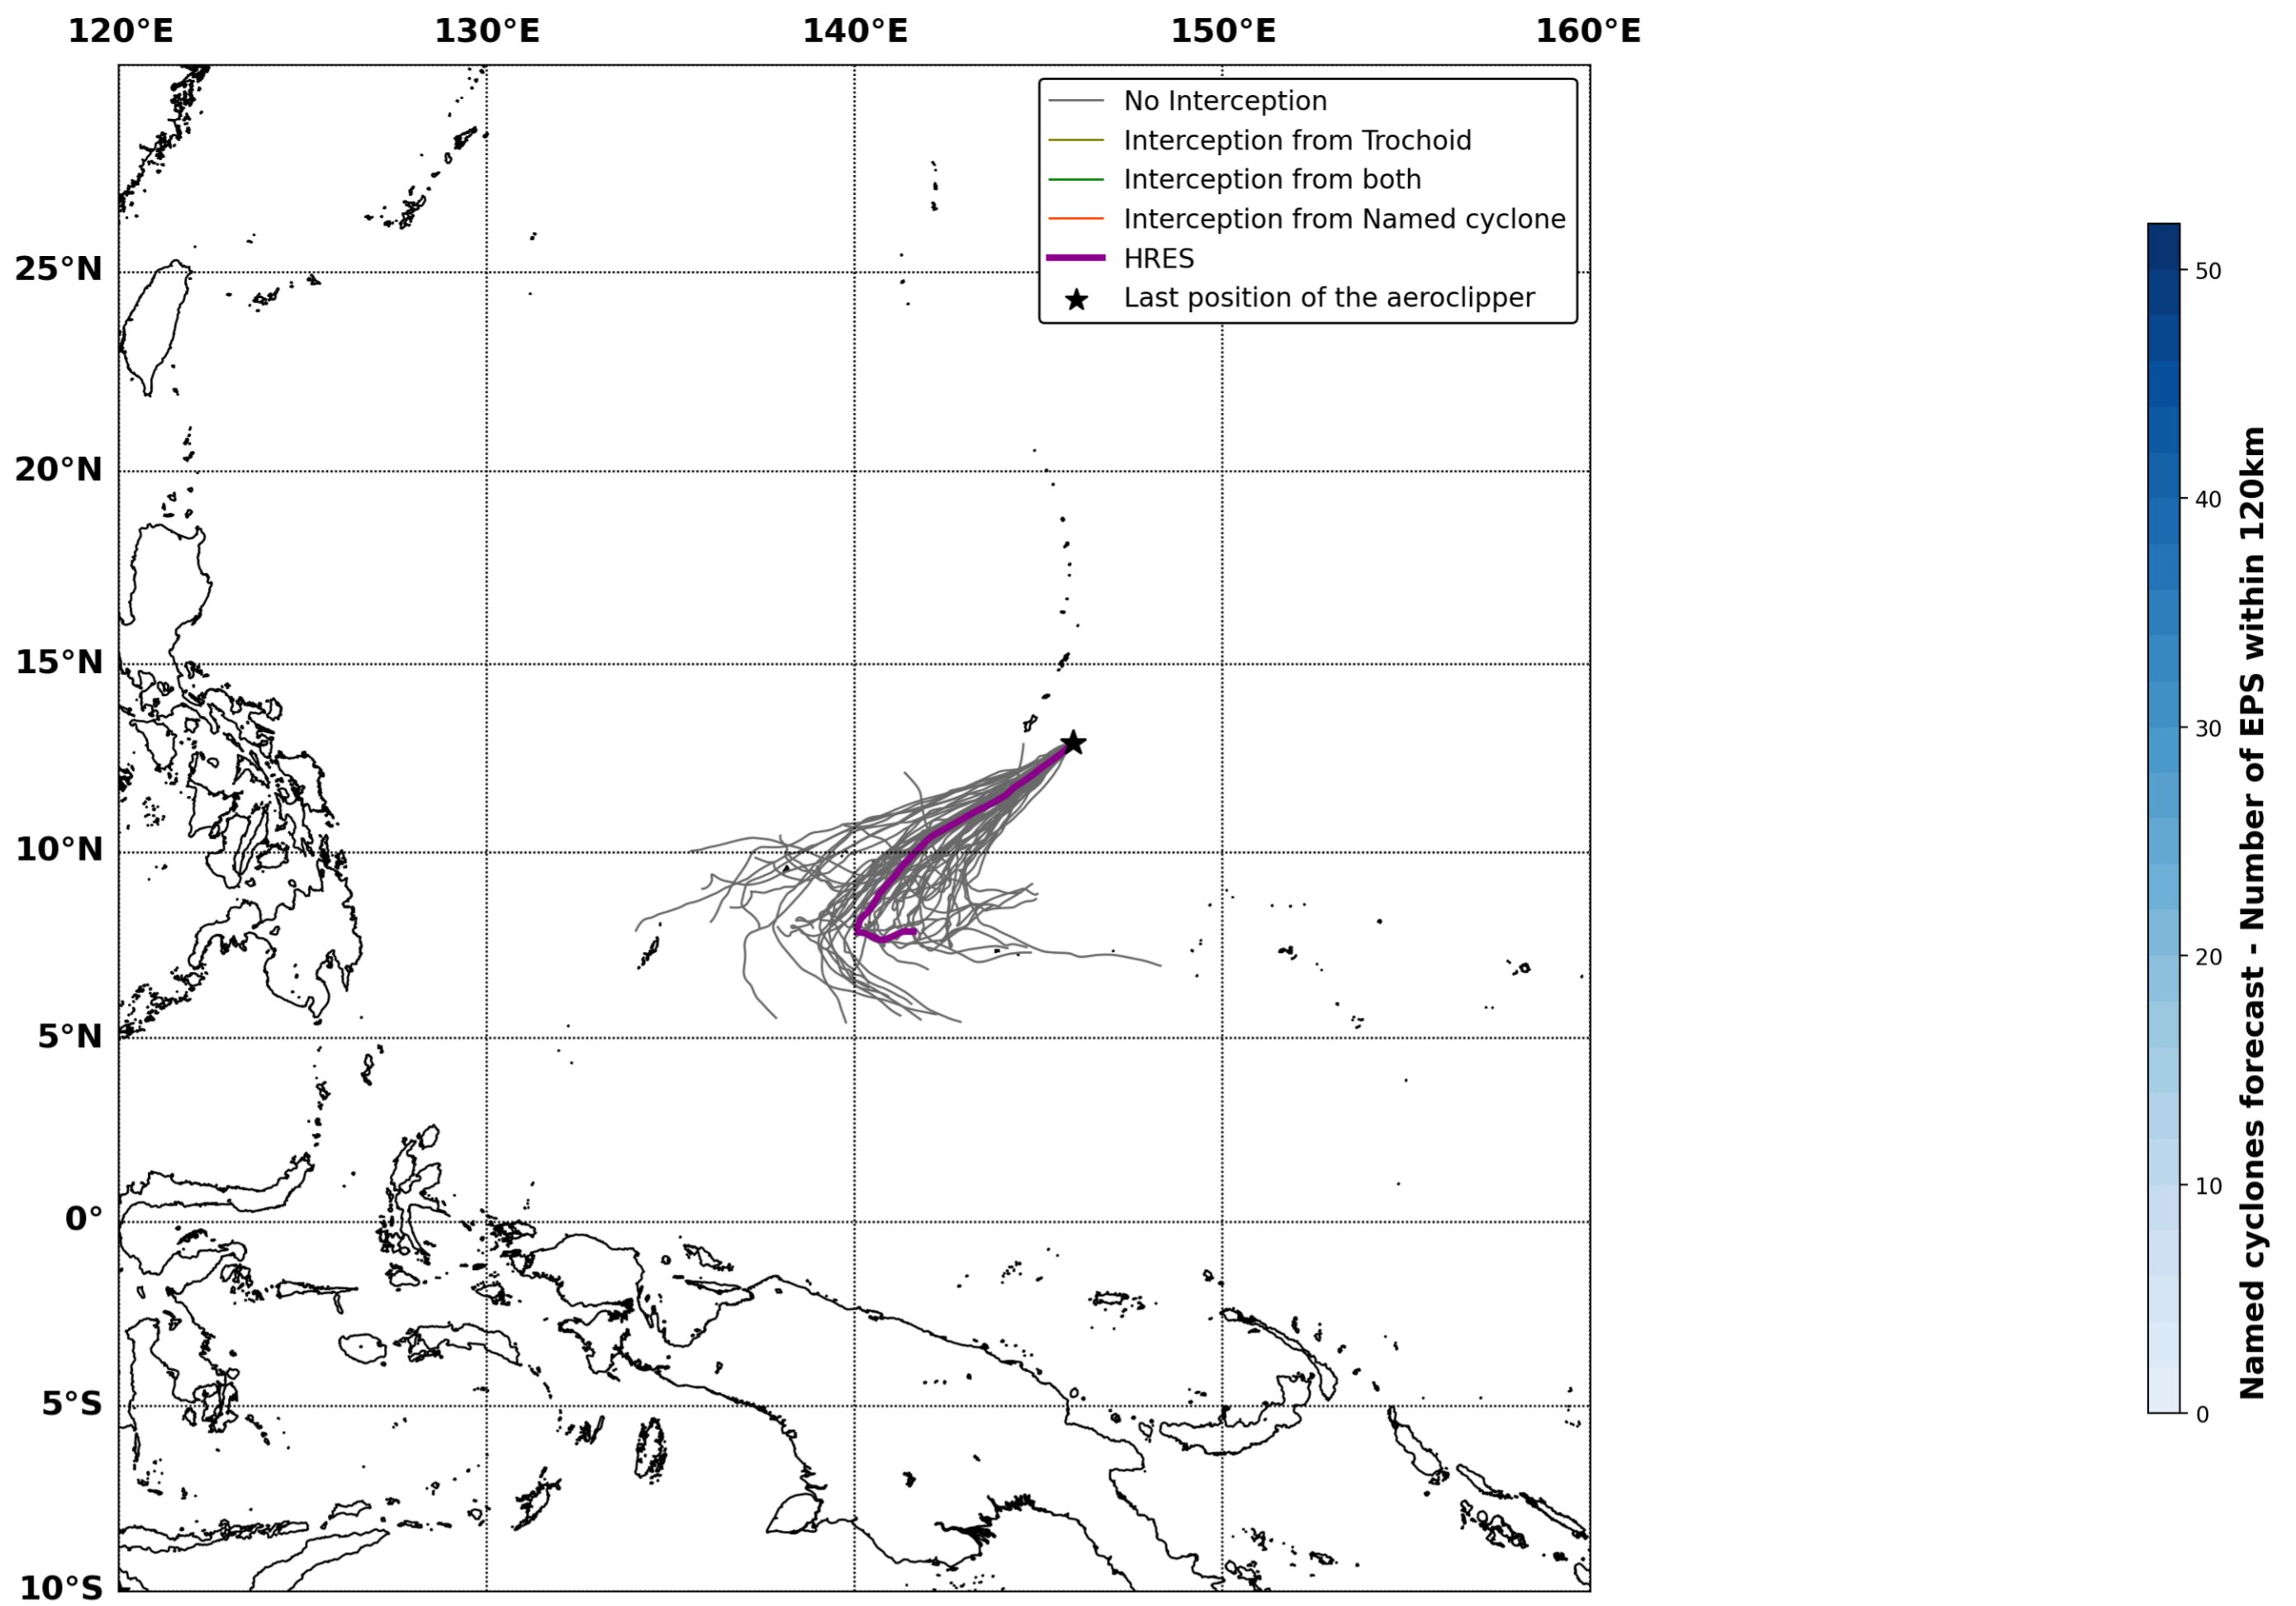 120°E 130°E 140°E 150°E 160°E
No Interception
Interception from Trochoid
Interception from both
Interception from Named cyclone
HRES
Last position of the aeroclipper
25°N
20°N
15°N
10°N
5°N
0°
5°S
10°S
50
40
30
20
10
0
Named cyclones forecast - Number of EPS within 120km